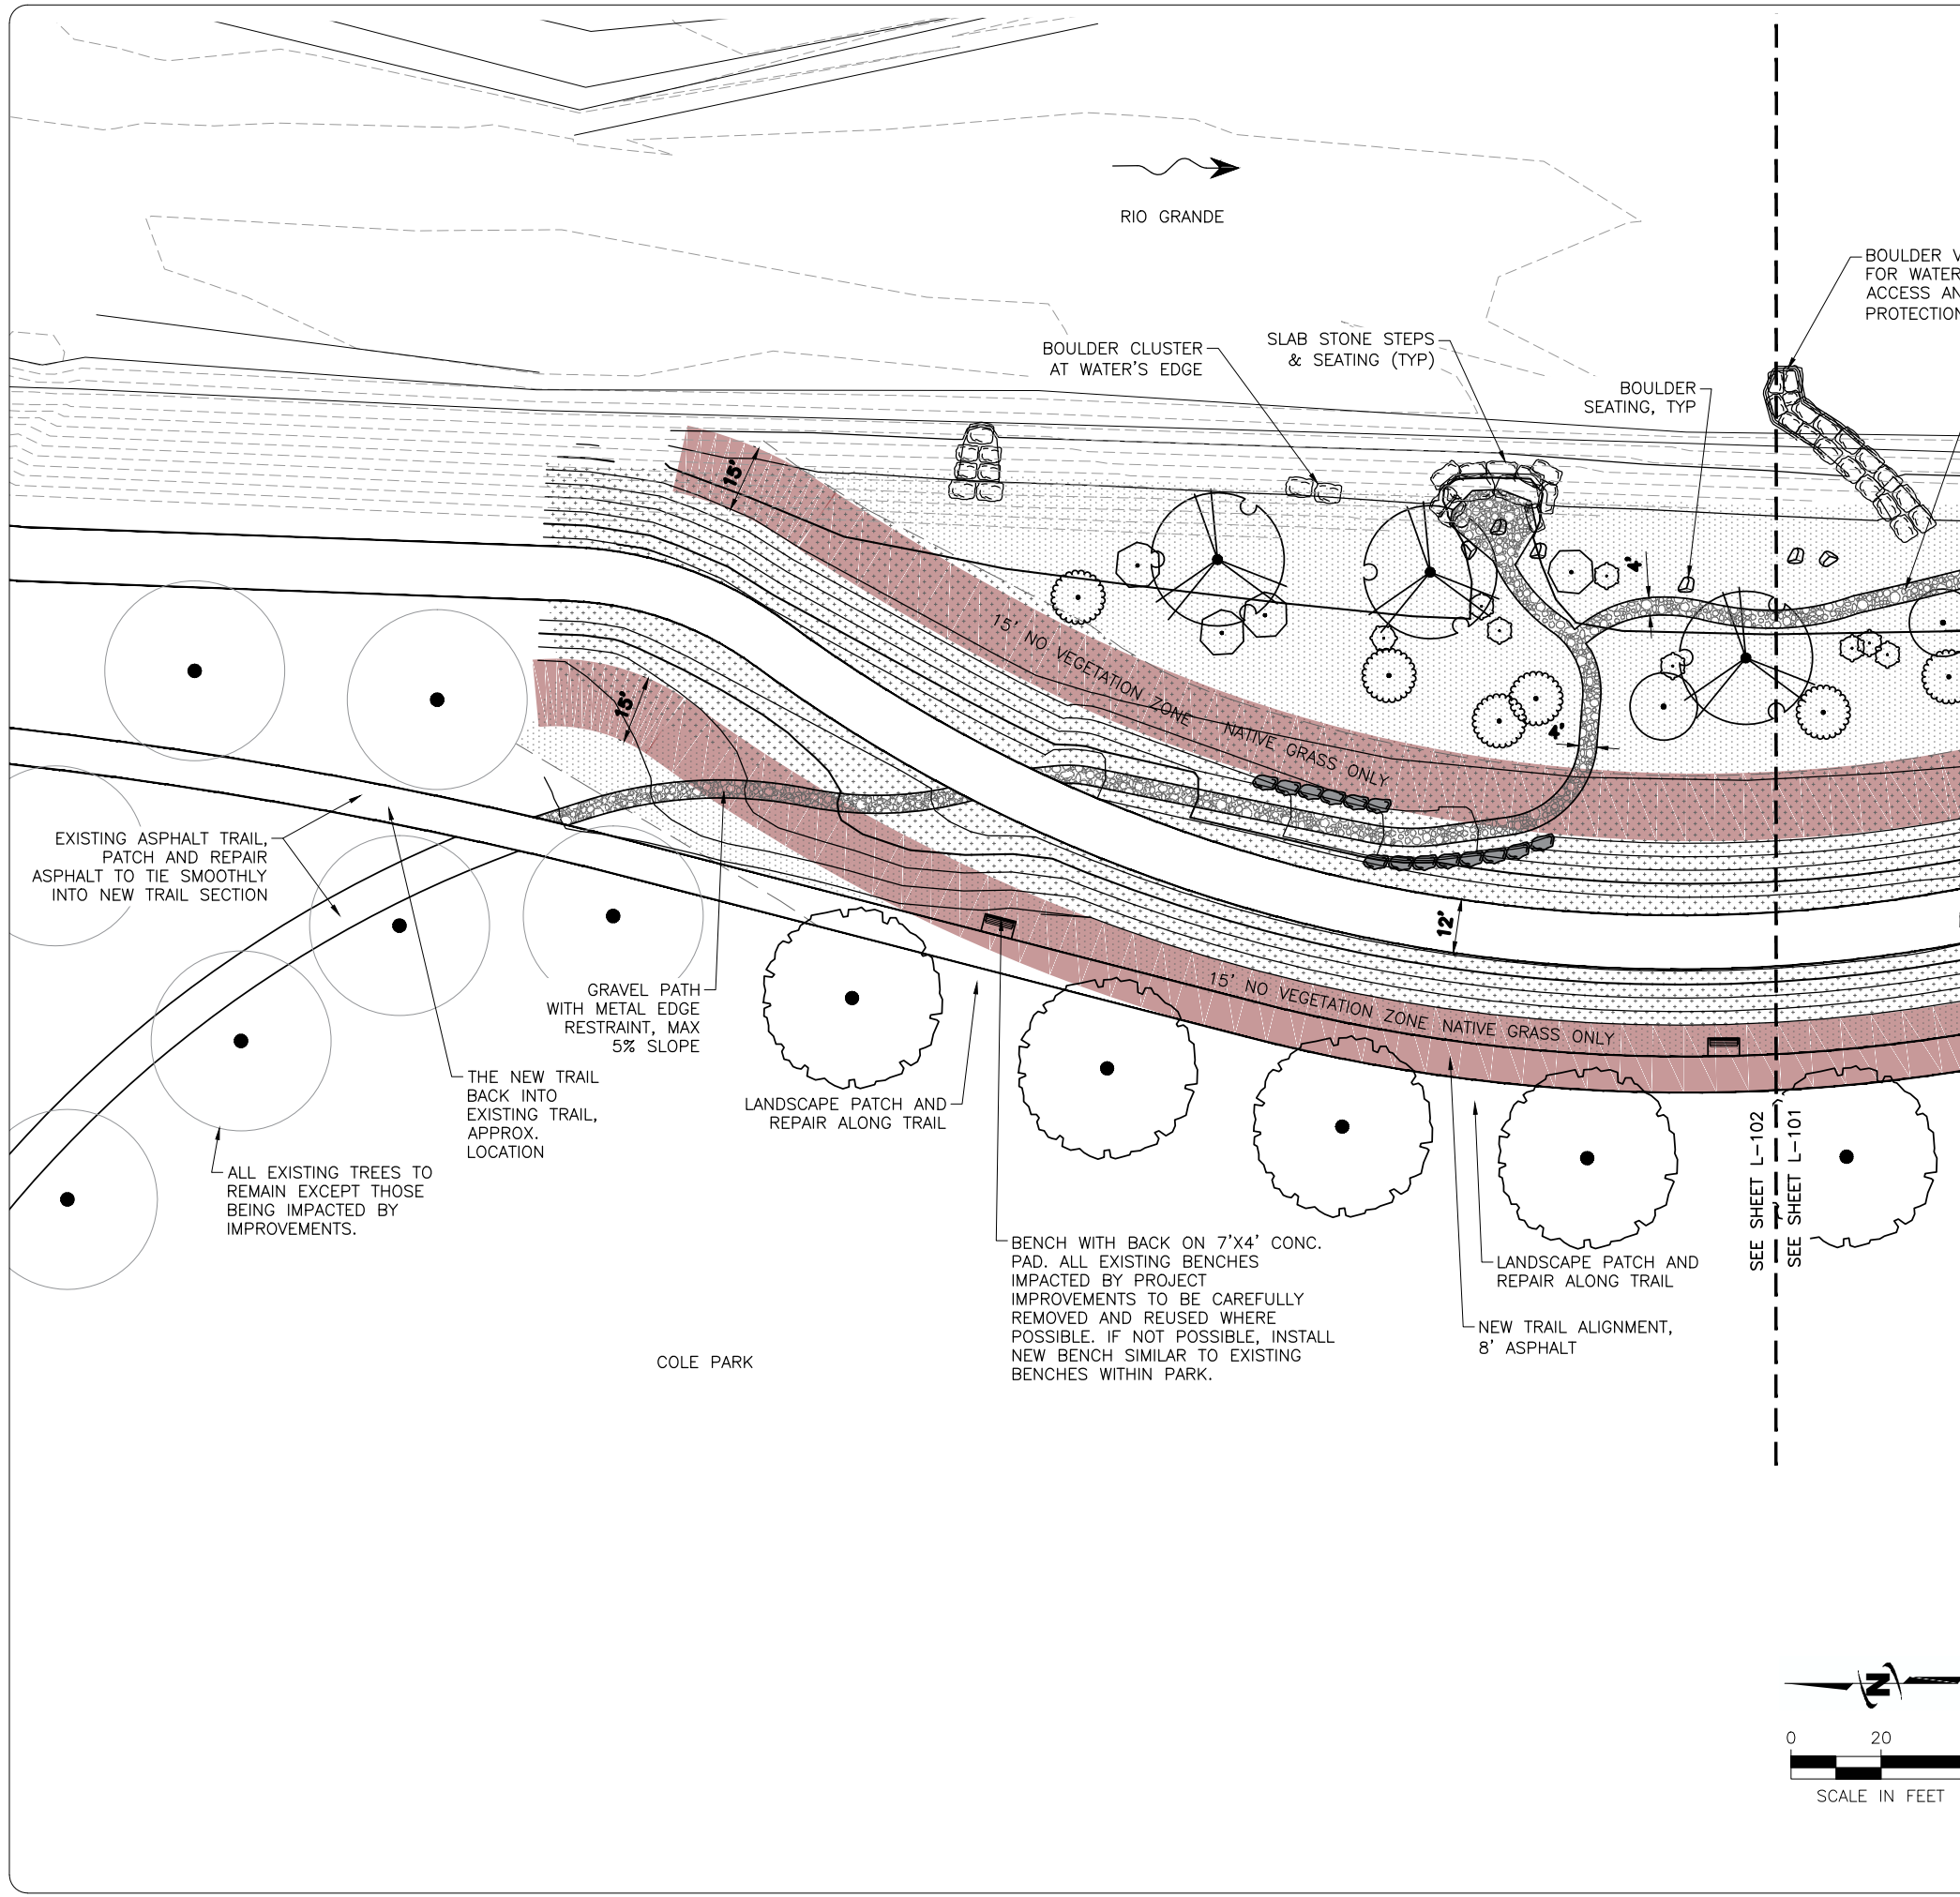 RIO GRANDE
BOULDER V
FOR WATER
ACCESS AN
PROTECTION
SLAB STONE STEPS
& SEATING (TYP)
BOULDER CLUSTER
AT WATER'S EDGE
BOULDER
SEATING, TYP
15'
4'
15' NO VEGETATION ZONE NATIVE GRASS ONLY
15'
4'
EXISTING ASPHALT TRAIL,
PATCH AND REPAIR
ASPHALT TO TIE SMOOTHLY
INTO NEW TRAIL SECTION
12'
15' NO VEGETATION ZONE NATIVE GRASS ONLY
GRAVEL PATH
WITH METAL EDGE
RESTRAINT, MAX
5% SLOPE
THE NEW TRAIL
BACK INTO
EXISTING TRAIL,
APPROX.
LOCATION
LANDSCAPE PATCH AND
REPAIR ALONG TRAIL
ALL EXISTING TREES TO
REMAIN EXCEPT THOSE
BEING IMPACTED BY
IMPROVEMENTS.
SEE SHEET L-102
SEE SHEET L-101
BENCH WITH BACK ON 7'X4' CONC.
PAD. ALL EXISTING BENCHES
IMPACTED BY PROJECT
IMPROVEMENTS TO BE CAREFULLY
REMOVED AND REUSED WHERE
POSSIBLE. IF NOT POSSIBLE, INSTALL
NEW BENCH SIMILAR TO EXISTING
BENCHES WITHIN PARK.
LANDSCAPE PATCH AND
REPAIR ALONG TRAIL
NEW TRAIL ALIGNMENT,
8' ASPHALT
COLE PARK
N
0 20
SCALE IN FEET